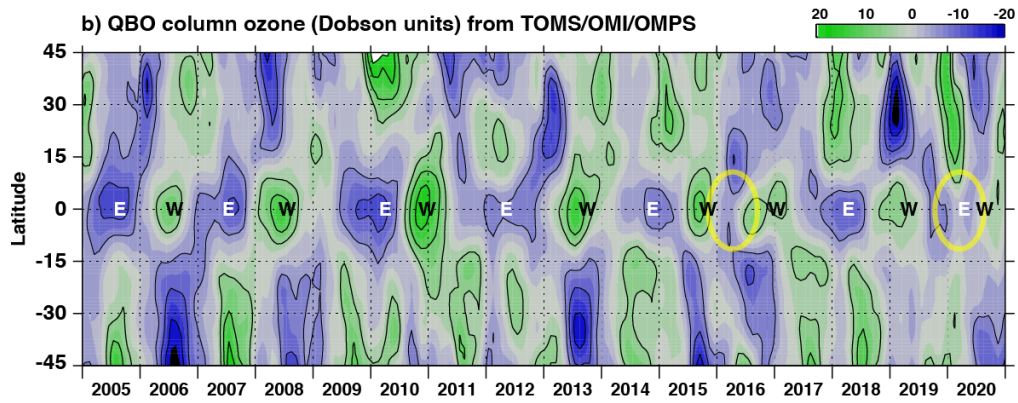 b) QBO column ozone (Dobson units) from TOMS/OMI/OMPS
20 10 0 -10 -20
Latitude
45
30
15
0 E W E W E W E W E W W E W E W
-15
-30
-45
2005 2006 2007 2008 2009 2010 2011 2012 2013 2014 2015 2016 2017 2018 2019 2020